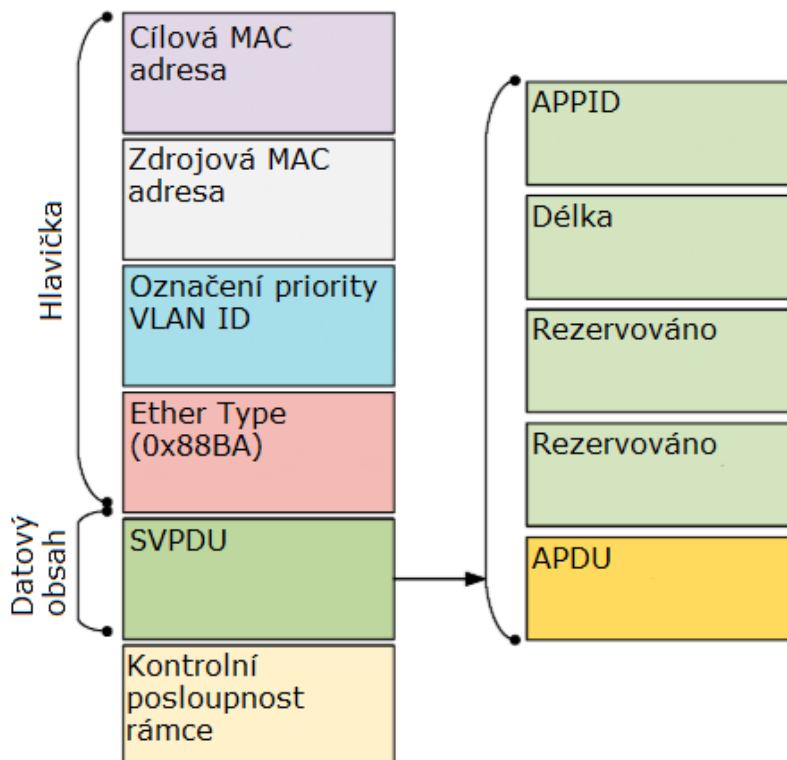 Hlavička
Cílová MAC
adresa
Zdrojová MAC
adresa
Označení priority
VLAN ID
Ether Type
(0x88BA)
Datový
obsah
SVPDU
Kontrolní
posloupnost
rámce
APPID
Délka
Rezervováno
Rezervováno
APDU